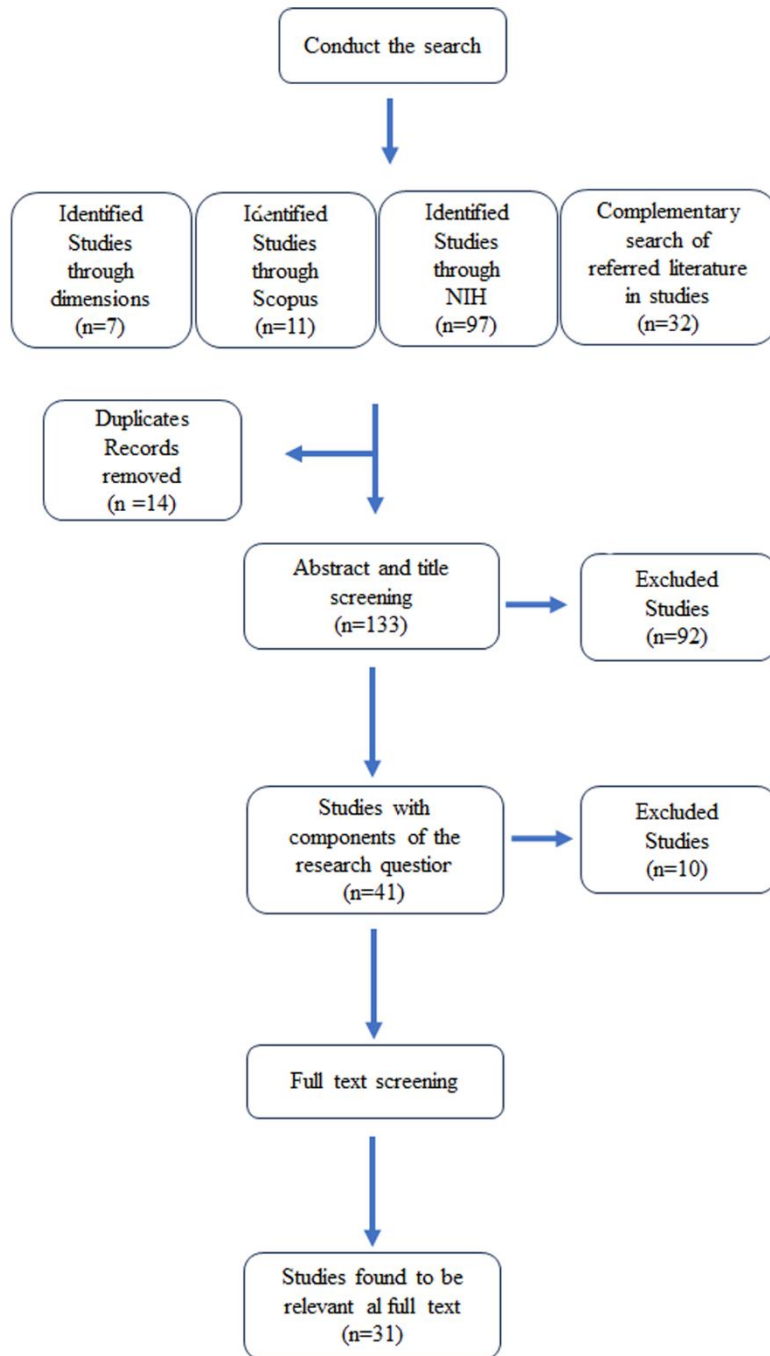 Conduct the search
Identified
Studies
through
dimensions
(n=7)
Identified
Studies
through
Scopus
(n=11)
Identified
Studies
through
NIH
(n=97)
Complementary
search of
referred literature
in studies
(n=32)
Duplicates
Records
removed
(n =14)
Abstract and title
screening
(n=133)
Excluded
Studies
(n=92)
Studies with
components of the
research questior
(n=41)
Excluded
Studies
(n=10)
Full text screening
Studies found to be
relevant al full text
(n=31)